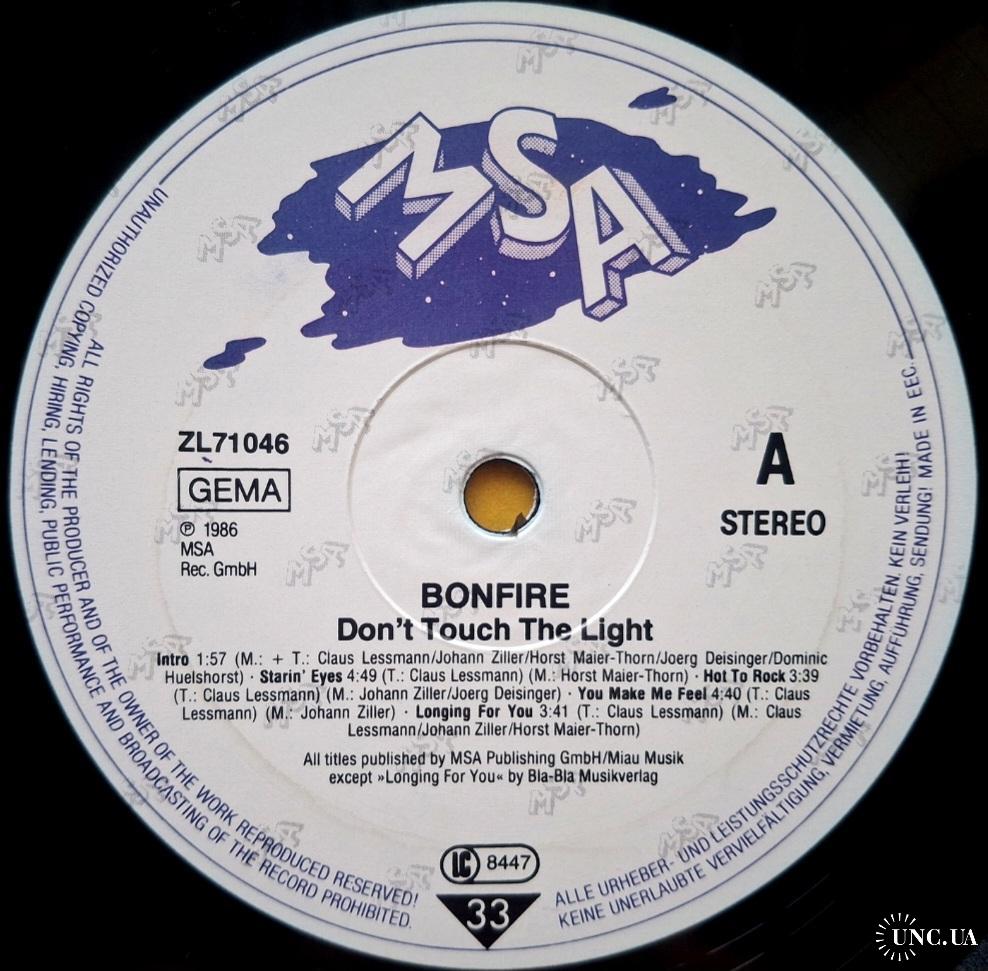 MSA
ZL71046
GEMA
℗ 1986
MSA
Rec. GmbH
A
STEREO
BONFIRE
Don't Touch The Light
Intro 1:57 (M.: + T.: Claus Lessmann/Johann Ziller/Horst Maier-Thorn/Joerg Deisinger/Dominic
Huelshorst) · Starin' Eyes 4:49 (T.: Claus Lessmann) (M.: Horst Maier-Thorn) · Hot To Rock 3:39
(T.: Claus Lessmann) (M.: Johann Ziller/Joerg Deisinger) · You Make Me Feel 4:40 (T.: Claus
Lessmann) (M.: Johann Ziller) · Longing For You 3:41 (T.: Claus Lessmann) (M.: Claus
Lessmann/Johann Ziller/Horst Maier-Thorn)
All titles published by MSA Publishing GmbH/Miau Musik
except »Longing For You« by Bla-Bla Musikverlag
LC 8447
33
ALL RIGHTS OF THE PRODUCER AND OF THE OWNER OF THE WORK REPRODUCED RESERVED!
UNAUTHORIZED COPYING, HIRING, LENDING, PUBLIC PERFORMANCE AND BROADCASTING OF THE RECORD PROHIBITED.
ALLE URHEBER- UND LEISTUNGSSCHUTZRECHTE VORBEHALTEN. KEIN VERLEIH!
KEINE UNERLAUBTE VERVIELFÄLTIGUNG, VERMIETUNG, AUFFÜHRUNG, SENDUNG! MADE IN EEC.
UNC.UA